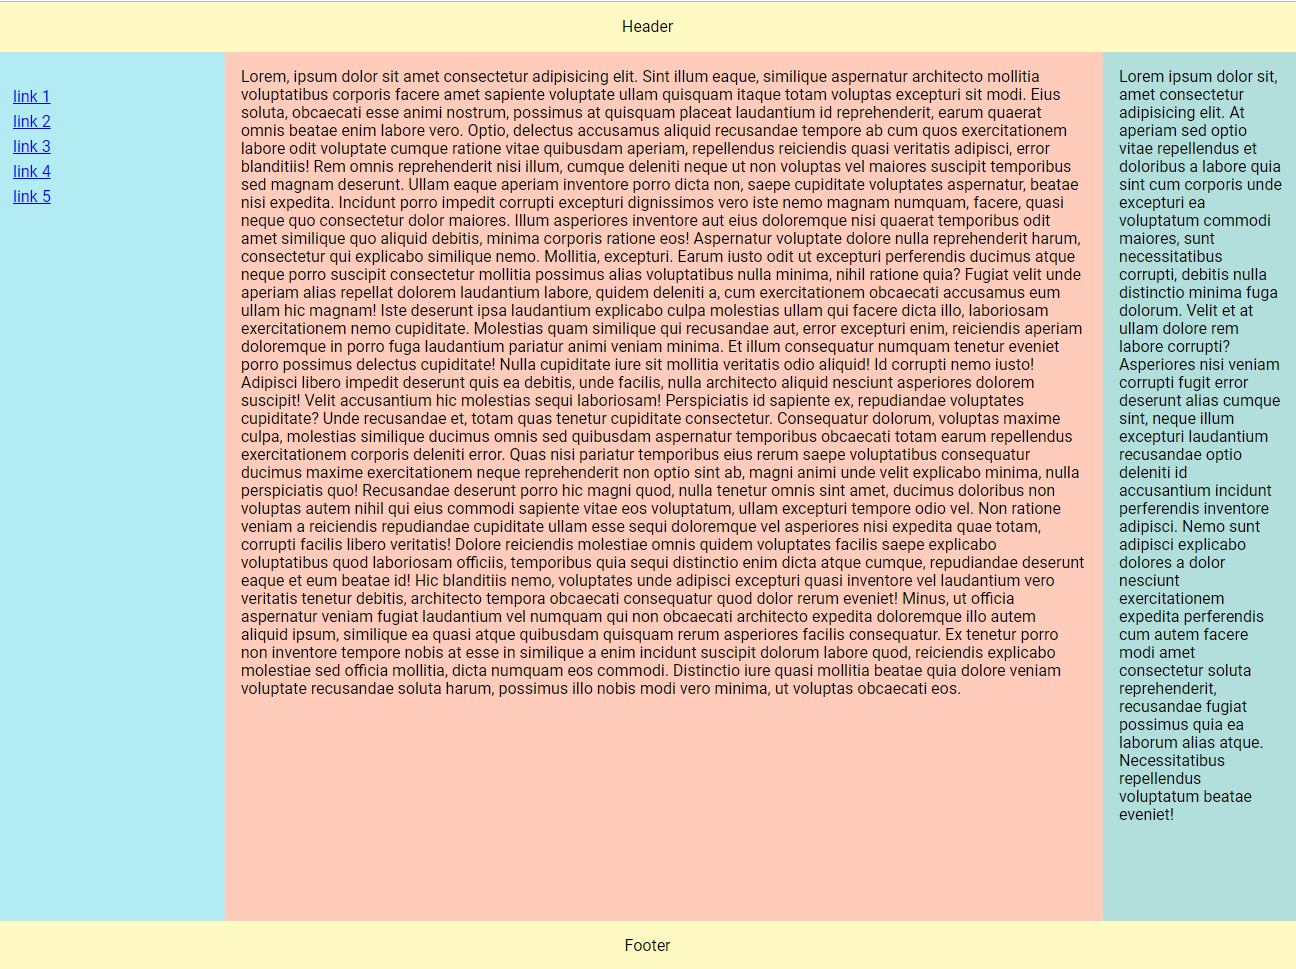 Header
link 1
link 2
link 3
link 4
link 5
Lorem, ipsum dolor sit amet consectetur adipisicing elit. Sint illum eaque, similique aspernatur architecto mollitia
voluptatibus corporis facere amet sapiente voluptate ullam quisquam itaque totam voluptas excepturi sit modi. Eius
soluta, obcaecati esse animi nostrum, possimus at quisquam placeat laudantium id reprehenderit, earum quaerat
omnis beatae enim labore vero. Optio, delectus accusamus aliquid recusandae tempore ab cum quos exercitationem
labore odit voluptate cumque ratione vitae quibusdam aperiam, repellendus reiciendis quasi veritatis adipisci, error
blanditiis! Rem omnis reprehenderit nisi illum, cumque deleniti neque ut non voluptas vel maiores suscipit temporibus
sed magnam deserunt. Ullam eaque aperiam inventore porro dicta non, saepe cupiditate voluptates aspernatur, beatae
nisi expedita. Incidunt porro impedit corrupti excepturi dignissimos vero iste nemo magnam numquam, facere, quasi
neque quo consectetur dolor maiores. Illum asperiores inventore aut eius doloremque nisi quaerat temporibus odit
amet similique quo aliquid debitis, minima corporis ratione eos! Aspernatur voluptate dolore nulla reprehenderit harum,
consectetur qui explicabo similique nemo. Mollitia, excepturi. Earum iusto odit ut excepturi perferendis ducimus atque
neque porro suscipit consectetur mollitia possimus alias voluptatibus nulla minima, nihil ratione quia? Fugiat velit unde
aperiam alias repellat dolorem laudantium labore, quidem deleniti a, cum exercitationem obcaecati accusamus eum
ullam hic magnam! Iste deserunt ipsa laudantium explicabo culpa molestias ullam qui facere dicta illo, laboriosam
exercitationem nemo cupiditate. Molestias quam similique qui recusandae aut, error excepturi enim, reiciendis aperiam
doloremque in porro fuga laudantium pariatur animi veniam minima. Et illum consequatur numquam tenetur eveniet
porro possimus delectus cupiditate! Nulla cupiditate iure sit mollitia veritatis odio aliquid! Id corrupti nemo iusto!
Adipisci libero impedit deserunt quis ea debitis, unde facilis, nulla architecto aliquid nesciunt asperiores dolorem
suscipit! Velit accusantium hic molestias sequi laboriosam! Perspiciatis id sapiente ex, repudiandae voluptates
cupiditate? Unde recusandae et, totam quas tenetur cupiditate consectetur. Consequatur dolorum, voluptas maxime
culpa, molestias similique ducimus omnis sed quibusdam aspernatur temporibus obcaecati totam earum repellendus
exercitationem corporis deleniti error. Quas nisi pariatur temporibus eius rerum saepe voluptatibus consequatur
ducimus maxime exercitationem neque reprehenderit non optio sint ab, magni animi unde velit explicabo minima, nulla
perspiciatis quo! Recusandae deserunt porro hic magni quod, nulla tenetur omnis sint amet, ducimus doloribus non
voluptas autem nihil qui eius commodi sapiente vitae eos voluptatum, ullam excepturi tempore odio vel. Non ratione
veniam a reiciendis repudiandae cupiditate ullam esse sequi doloremque vel asperiores nisi expedita quae totam,
corrupti facilis libero veritatis! Dolore reiciendis molestiae omnis quidem voluptates facilis saepe explicabo
voluptatibus quod laboriosam officiis, temporibus quia sequi distinctio enim dicta atque cumque, repudiandae deserunt
eaque et eum beatae id! Hic blanditiis nemo, voluptates unde adipisci excepturi quasi inventore vel laudantium vero
veritatis tenetur debitis, architecto tempora obcaecati consequatur quod dolor rerum eveniet! Minus, ut officia
aspernatur veniam fugiat laudantium vel numquam qui non obcaecati architecto expedita doloremque illo autem
aliquid ipsum, similique ea quasi atque quibusdam quisquam rerum asperiores facilis consequatur. Ex tenetur porro
non inventore tempore nobis at esse in similique a enim incidunt suscipit dolorum labore quod, reiciendis explicabo
molestiae sed officia mollitia, dicta numquam eos commodi. Distinctio iure quasi mollitia beatae quia dolore veniam
voluptate recusandae soluta harum, possimus illo nobis modi vero minima, ut voluptas obcaecati eos.
Lorem ipsum dolor sit,
amet consectetur
adipisicing elit. At
aperiam sed optio
vitae repellendus et
doloribus a labore quia
sint cum corporis unde
excepturi ea
voluptatum commodi
maiores, sunt
necessitatibus
corrupti, debitis nulla
distinctio minima fuga
dolorum. Velit et at
ullam dolore rem
labore corrupti?
Asperiores nisi veniam
corrupti fugit error
deserunt alias cumque
sint, neque illum
excepturi laudantium
recusandae optio
deleniti id
accusantium incidunt
perferendis inventore
adipisci. Nemo sunt
adipisci explicabo
dolores a dolor
nesciunt
exercitationem
expedita perferendis
cum autem facere
modi amet
consectetur soluta
reprehenderit,
recusandae fugiat
possimus quia ea
laborum alias atque.
Necessitatibus
repellendus
voluptatum beatae
eveniet!
Footer